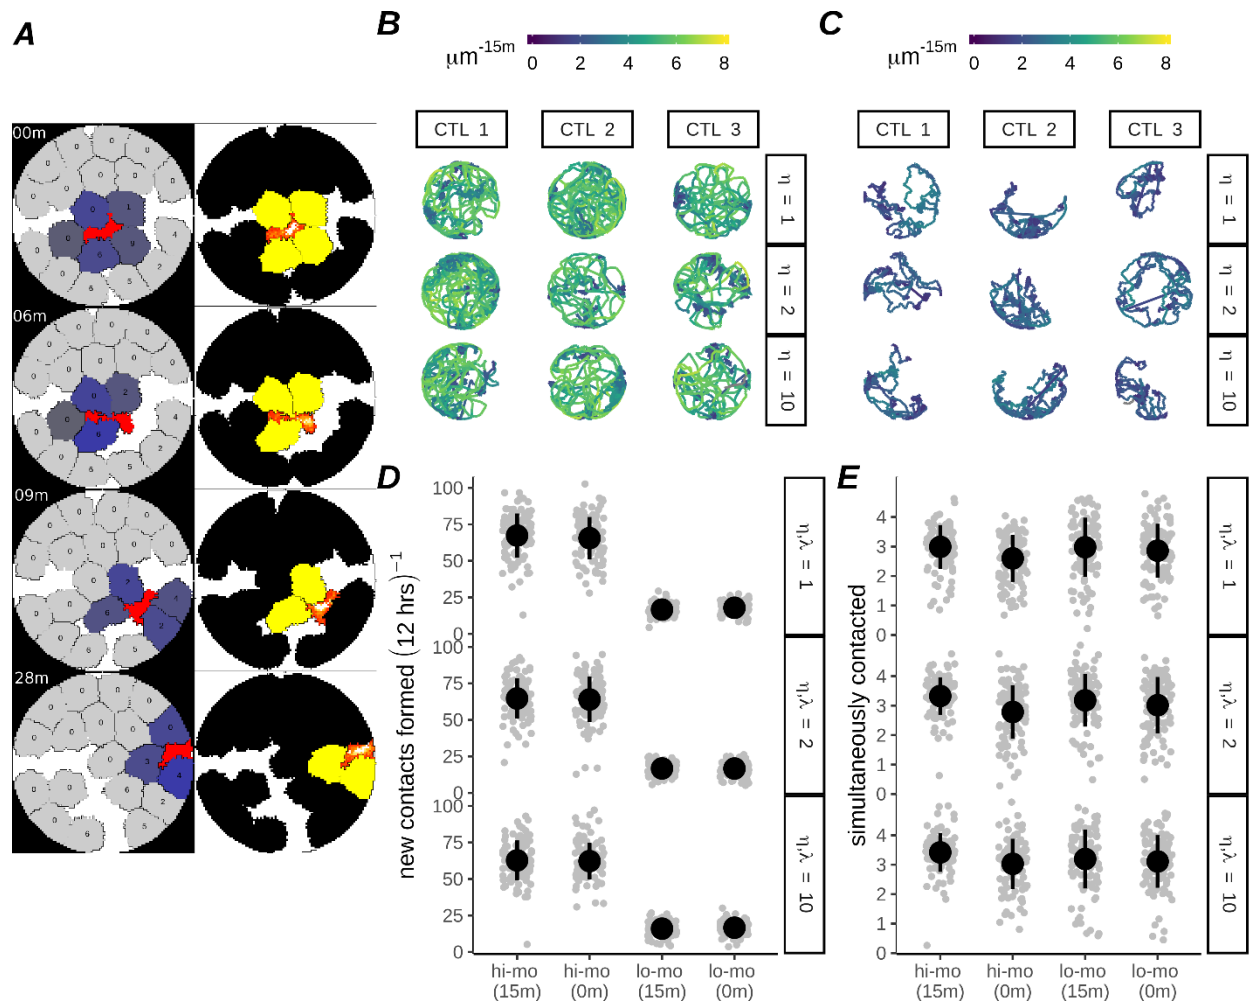 A
B
C
μm-15m
0 2 4 6 8
μm-15m
0 2 4 6 8
CTL 1
CTL 2
CTL 3
CTL 1
CTL 2
CTL 3
η = 1
η = 2
η = 10
η = 1
η = 2
η = 10
00m
06m
09m
28m
D
new contacts formed (12 hrs)−1
100
75
50
25
0
100
75
50
25
0
100
75
50
25
0
η,λ = 1
η,λ = 2
η,λ = 10
hi-mo (15m)
hi-mo (0m)
lo-mo (15m)
lo-mo (0m)
E
simultaneously contacted
4
3
2
1
0
4
3
2
1
0
4
3
2
1
0
η,λ = 1
η,λ = 2
η,λ = 10
hi-mo (15m)
hi-mo (0m)
lo-mo (15m)
lo-mo (0m)